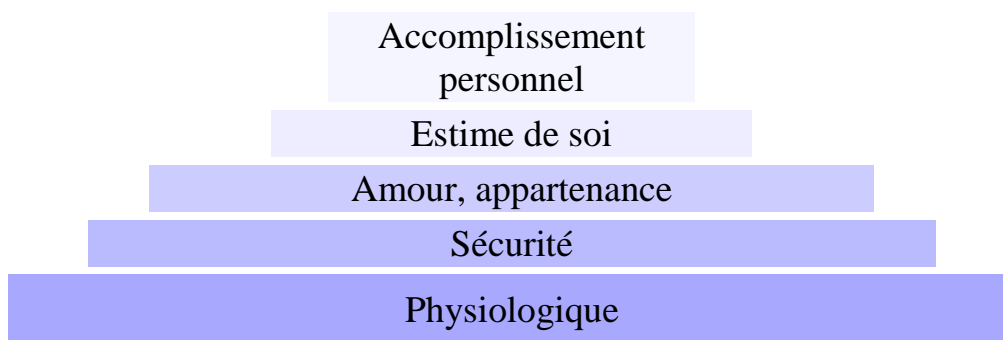 Accomplissement
personnel
Estime de soi
Amour, appartenance
Sécurité
Physiologique